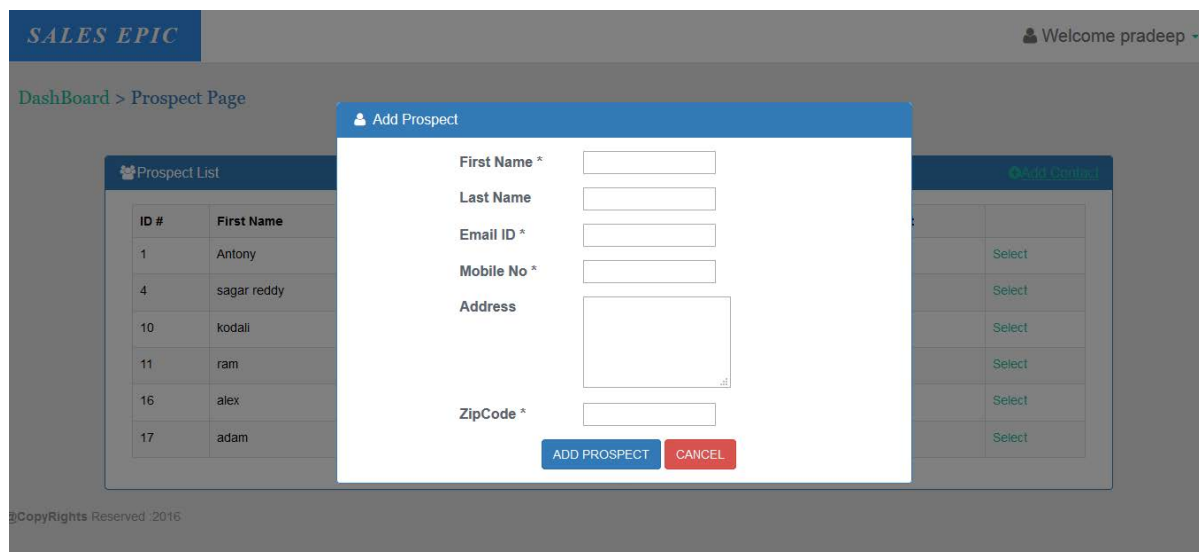 SALES EPIC
Welcome pradeep
DashBoard > Prospect Page
Add Prospect
First Name *
Last Name
Email ID *
Mobile No *
Address
ZipCode *
ADD PROSPECT CANCEL
Prospect List Add Contact
ID # First Name
1 Antony Select
4 sagar reddy Select
10 kodali Select
11 ram Select
16 alex Select
17 adam Select
@CopyRights Reserved :2016